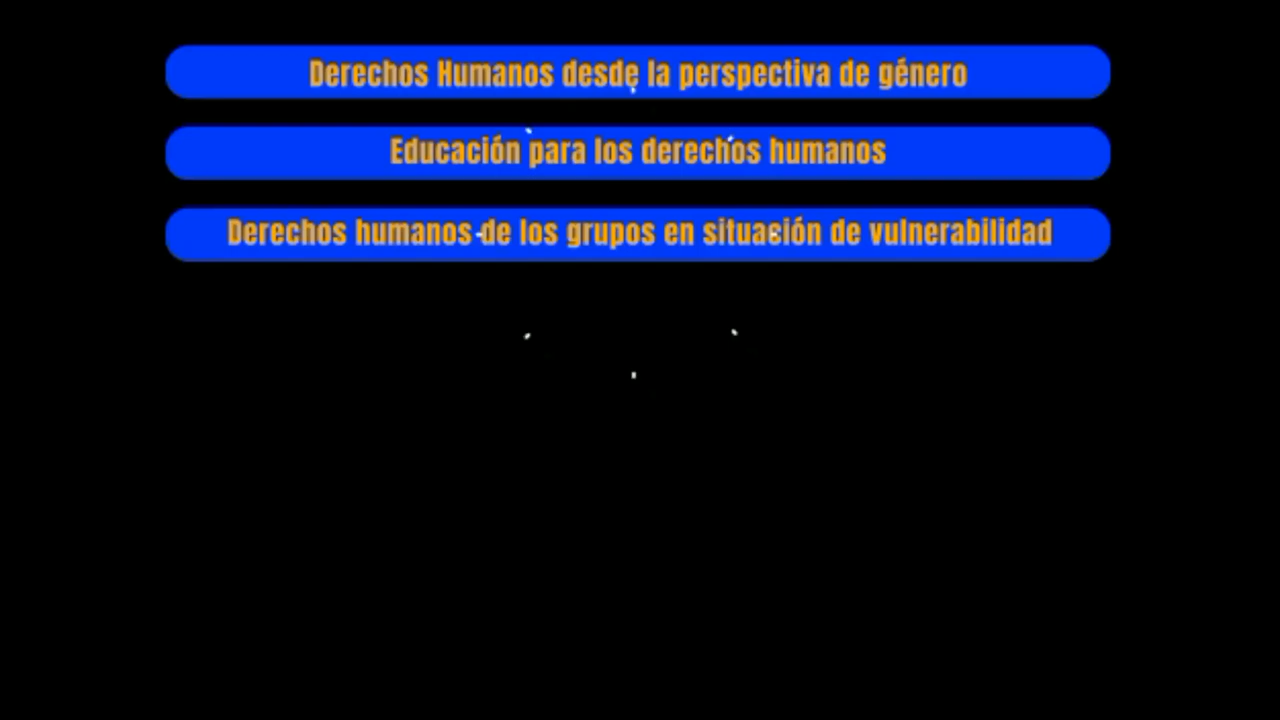 Derechos Humanos desde la perspectiva de género
Educación para los derechos humanos
Derechos humanos de los grupos en situación de vulnerabilidad